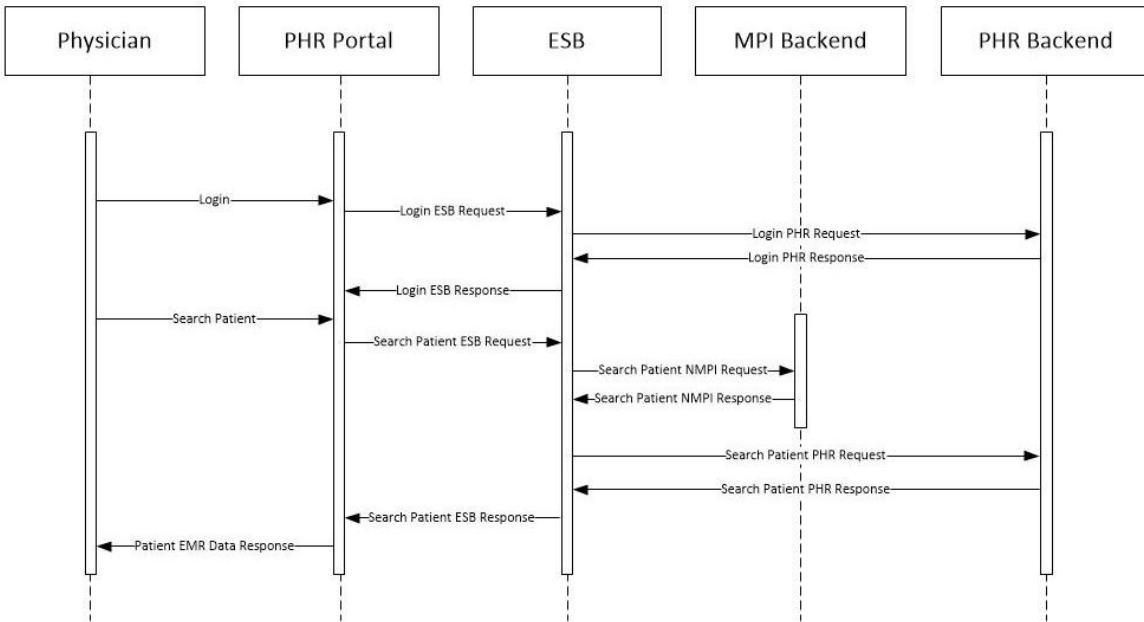 Physician
PHR Portal
ESB
MPI Backend
PHR Backend
Login
Login ESB Request
Login PHR Request
Login PHR Response
Login ESB Response
Search Patient
Search Patient ESB Request
Search Patient NMPI Request
Search Patient NMPI Response
Search Patient PHR Request
Search Patient PHR Response
Search Patient ESB Response
Patient EMR Data Response